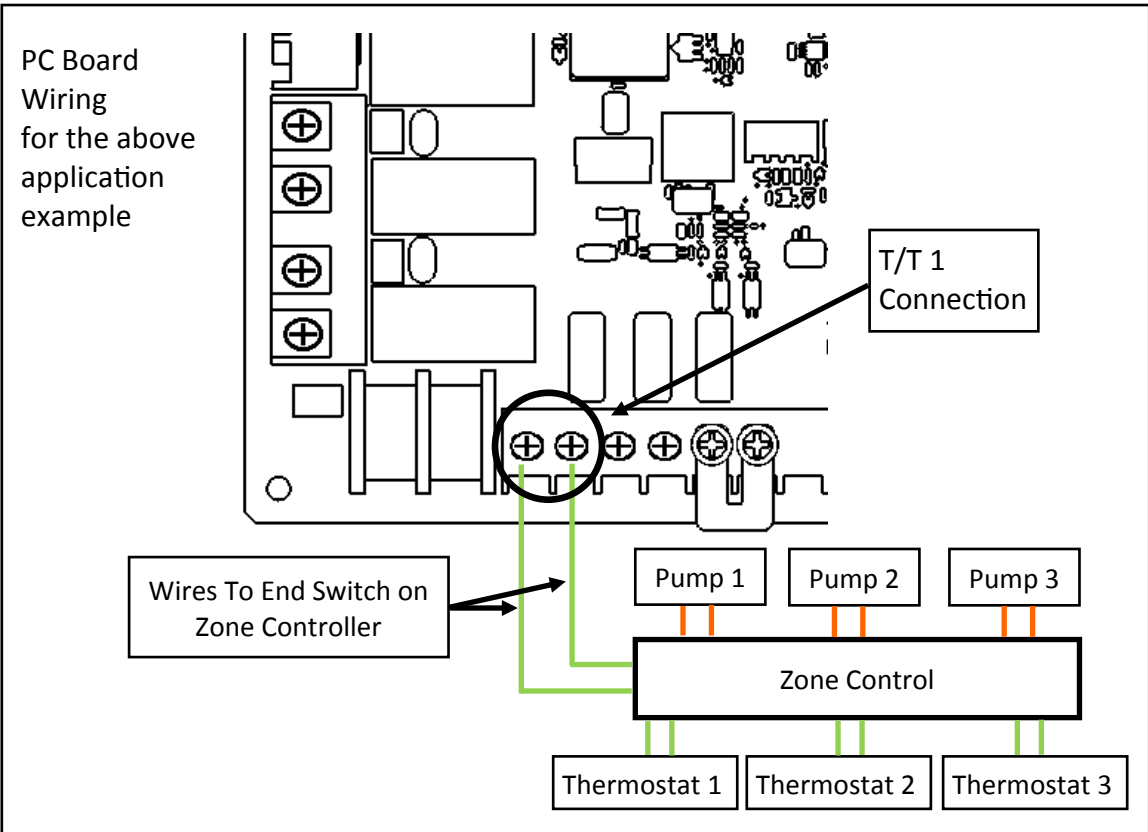 PC Board
Wiring
for the above
application
example
T/T 1
Connection
Wires To End Switch on
Zone Controller
Pump 1
Pump 2
Pump 3
Zone Control
Thermostat 1
Thermostat 2
Thermostat 3